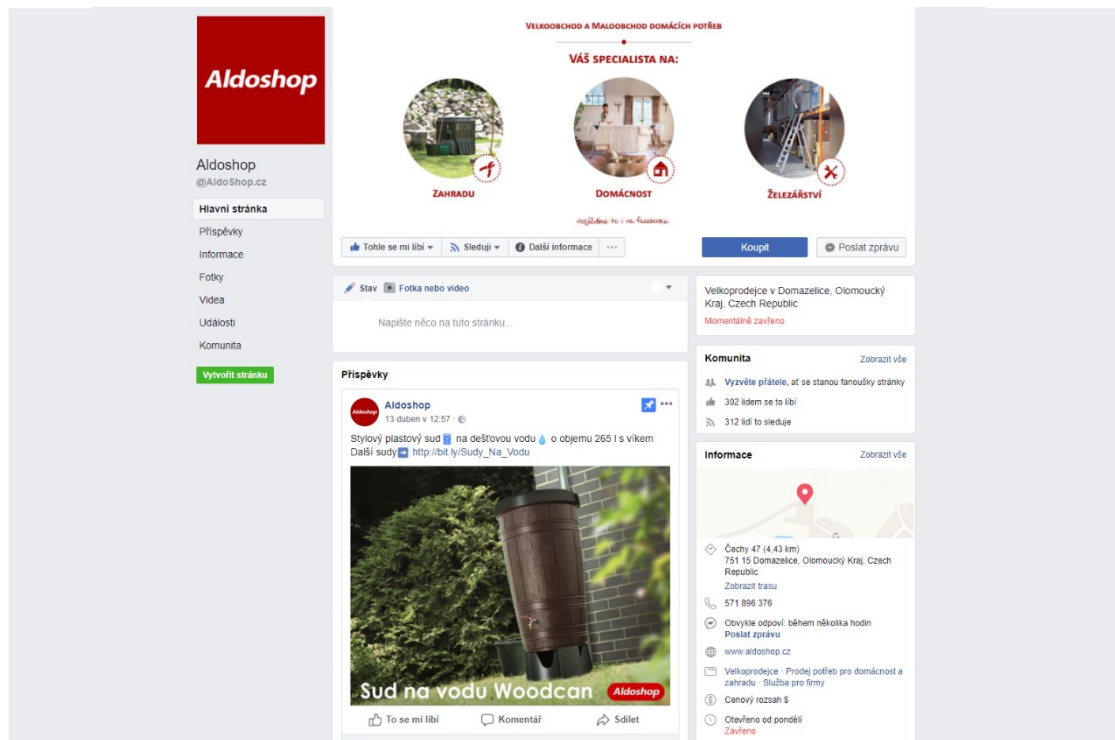 Aldoshop
Aldoshop
@AldoShop.cz
Hlavní stránka
Příspěvky
Informace
Fotky
Videa
Události
Komunita
Vytvořit stránku
Velkoobchod a Maloobchod domácích potřeb
Váš specialista na:
Zahradu
Domácnost
Železářství
Tohle se mi líbí
Sleduji
Další informace
Koupit
Poslat zprávu
Stav
Fotka nebo video
Napište něco na tuto stránku...
Příspěvky
Aldoshop
Aldoshop
13 duben v 12:57 ·
Stylový plastový sud na dešťovou vodu o objemu 265 l s víkem
Další sudy http://bit.ly/Sudy_Na_Vodu
Sud na vodu Woodcan
Aldoshop
To se mi líbí
Komentář
Sdílet
Velkoprodejce v Domazelice, Olomoucký
Kraj, Czech Republic
Momentálně zavřeno
Komunita
Zobrazit vše
Vyzvěte přátele, ať se stanou fanoušky stránky
302 lidem se to líbí
312 lidí to sleduje
Informace
Zobrazit vše
Čechy 47 (4,43 km)
751 15 Domazelice, Olomoucký Kraj, Czech
Republic
Zobrazit trasu
571 896 376
Obvykle odpoví: během několika hodin
Poslat zprávu
www.aldoshop.cz
Velkoprodejce · Prodej potřeb pro domácnost a
zahradu · Služba pro firmy
Cenový rozsah $
Otevřeno od pondělí
Zavřeno